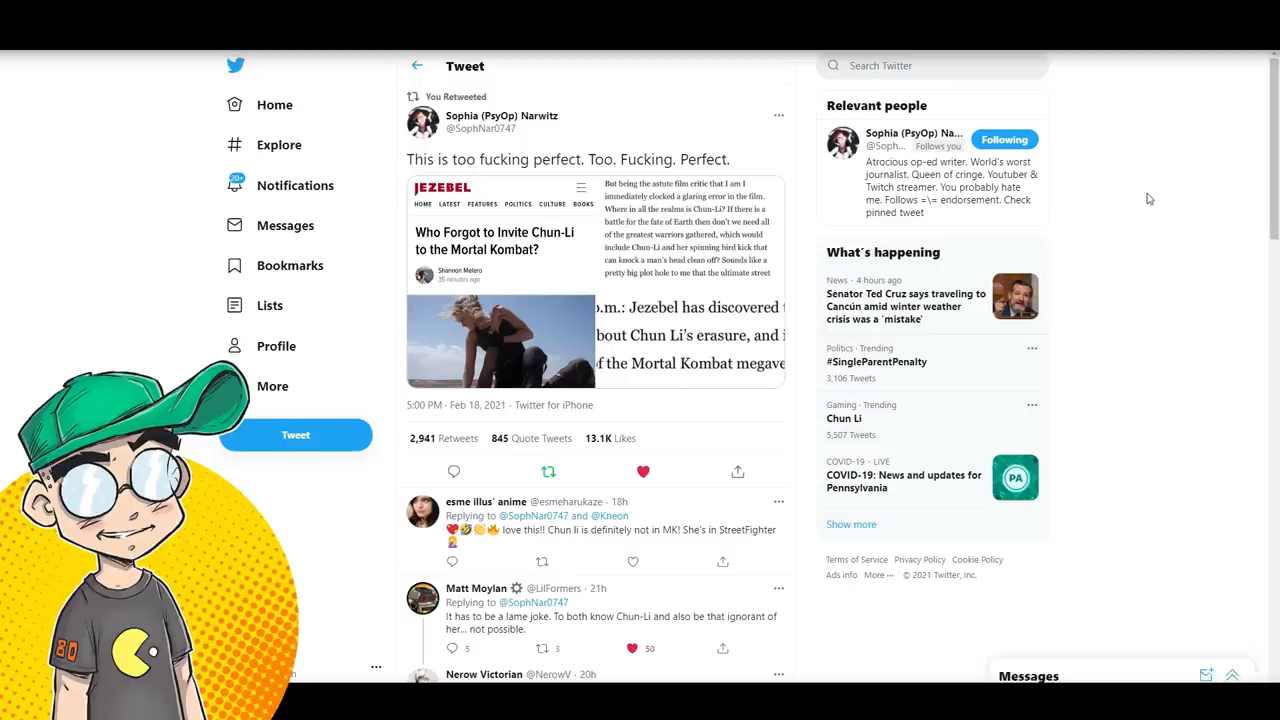 Home
Explore
20+
Notifications
Messages
Bookmarks
Lists
Profile
More
Tweet
Tweet
You Retweeted
Sophia (PsyOp) Narwitz
@SophNar0747
This is too fucking perfect. Too. Fucking. Perfect.
JEZEBEL
HOME LATEST FEATURES POLITICS CULTURE BOOKS
Who Forgot to Invite Chun-Li
to the Mortal Kombat?
Shannon Melero
35 minutes ago
But being the astute film critic that I am I
immediately clocked a glaring error in the film.
Where in all the realms is Chun-Li? If there is a
battle for the fate of Earth then don't we need all
of the greatest warriors gathered, which would
include Chun-Li and her spinning bird kick that
can knock a man's head clean off? Sounds like a
pretty big plot hole to me that the ultimate street
.m.: Jezebel has discovered
bout Chun Li's erasure, and i
f the Mortal Kombat megave
5:00 PM · Feb 18, 2021 · Twitter for iPhone
2,941 Retweets 845 Quote Tweets 13.1K Likes
esme illus' anime @esmeharukaze · 18h
Replying to @SophNar0747 and @Kneon
love this!! Chun li is definitely not in MK! She's in StreetFighter
Matt Moylan @LilFormers · 21h
Replying to @SophNar0747
It has to be a lame joke. To both know Chun-Li and also be that ignorant of
her... not possible.
5 3 50
Nerow Victorian @NerowV · 20h
Search Twitter
Relevant people
Sophia (PsyOp) Na...
@Soph... Follows you
Following
Atrocious op-ed writer. World's worst
journalist. Queen of cringe. Youtuber &
Twitch streamer. You probably hate
me. Follows =\= endorsement. Check
pinned tweet
What's happening
News · 4 hours ago
Senator Ted Cruz says traveling to
Cancún amid winter weather
crisis was a 'mistake'
Politics · Trending
#SingleParentPenalty
3,106 Tweets
Gaming · Trending
Chun Li
5,507 Tweets
COVID-19 · LIVE
COVID-19: News and updates for
Pennsylvania
PA
Show more
Terms of Service Privacy Policy Cookie Policy
Ads info More ··· © 2021 Twitter, Inc.
Messages
80